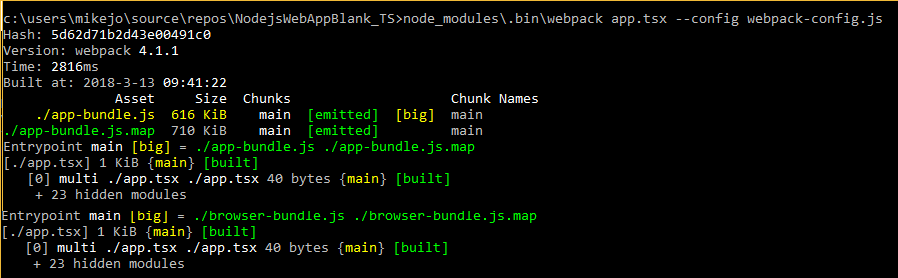 c:\users\mikejo\source\repos\NodejsWebAppBlank_TS>node_modules\.bin\webpack app.tsx --config webpack-config.js
Hash: 5d62d71b2d43e00491c0
Version: webpack 4.1.1
Time: 2816ms
Built at: 2018-3-13 09:41:22
Asset Size Chunks Chunk Names
./app-bundle.js 616 KiB main [emitted] [big] main
./app-bundle.js.map 710 KiB main [emitted] main
Entrypoint main [big] = ./app-bundle.js ./app-bundle.js.map
[./app.tsx] 1 KiB {main} [built]
[0] multi ./app.tsx ./app.tsx 40 bytes {main} [built]
+ 23 hidden modules
Entrypoint main [big] = ./browser-bundle.js ./browser-bundle.js.map
[./app.tsx] 1 KiB {main} [built]
[0] multi ./app.tsx ./app.tsx 40 bytes {main} [built]
+ 23 hidden modules